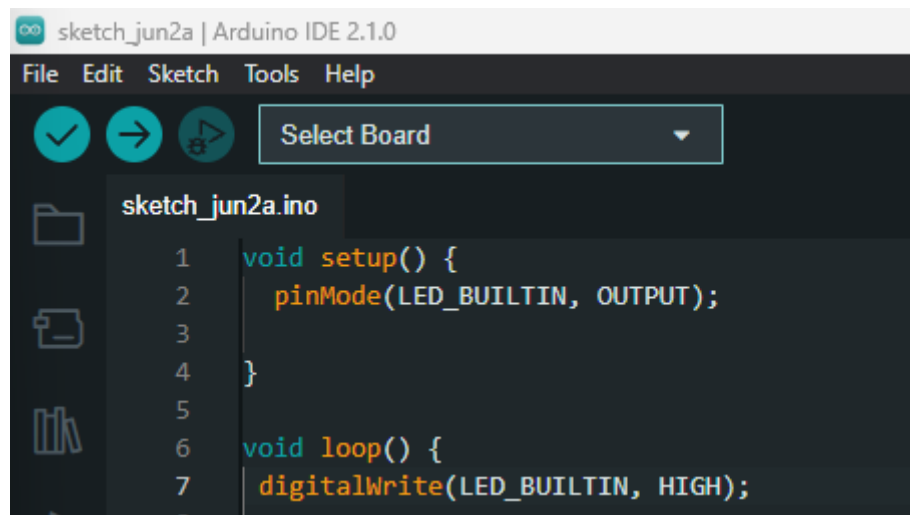 sketch_jun2a | Arduino IDE 2.1.0
File Edit Sketch Tools Help
Select Board
sketch_jun2a.ino
1 void setup() {
2 pinMode(LED_BUILTIN, OUTPUT);
3
4 }
5
6 void loop() {
7 digitalWrite(LED_BUILTIN, HIGH);